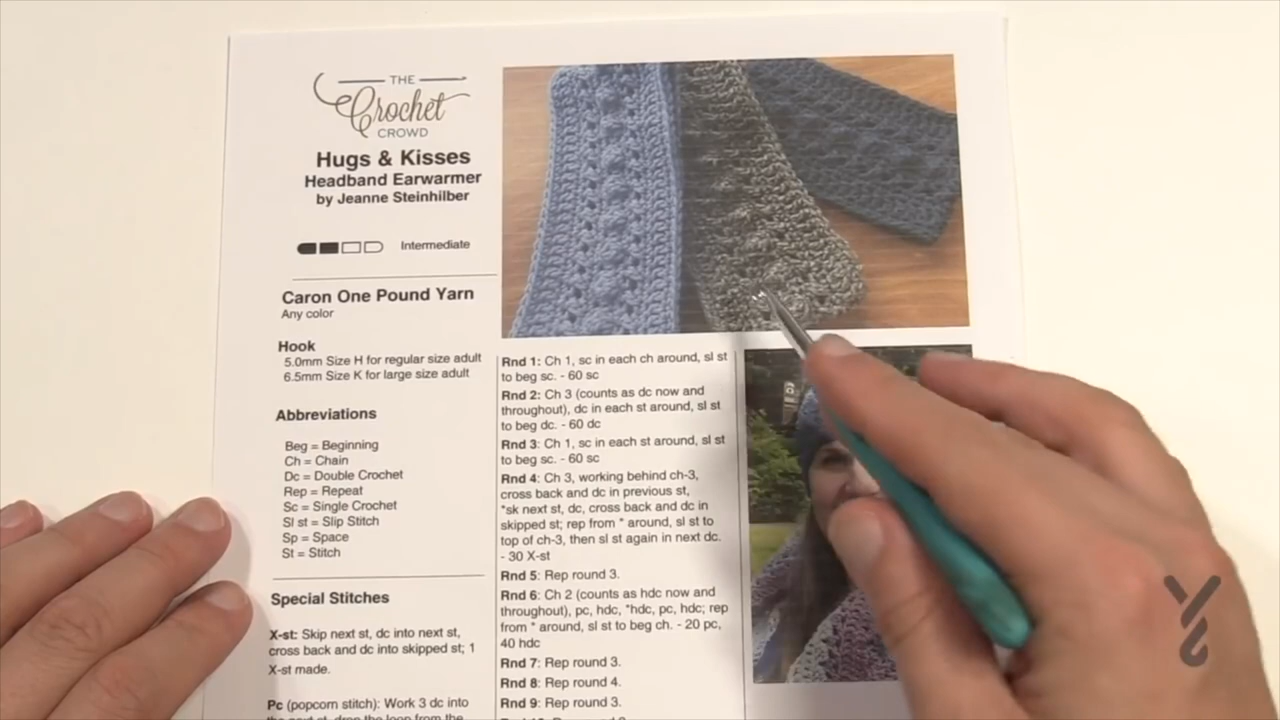 THE
Crochet
CROWD
Hugs & Kisses
Headband Earwarmer
by Jeanne Steinhilber
Intermediate
Caron One Pound Yarn
Any color
Hook
5.0mm Size H for regular size adult
6.5mm Size K for large size adult
Abbreviations
Beg = Beginning
Ch = Chain
Dc = Double Crochet
Rep = Repeat
Sc = Single Crochet
Sl st = Slip Stitch
Sp = Space
St = Stitch
Special Stitches
X-st: Skip next st, dc into next st,
cross back and dc into skipped st; 1
X-st made.
Pc (popcorn stitch): Work 3 dc into
Rnd 1: Ch 1, sc in each ch around, sl st
to beg sc. - 60 sc
Rnd 2: Ch 3 (counts as dc now and
throughout), dc in each st around, sl st
to beg dc. - 60 dc
Rnd 3: Ch 1, sc in each st around, sl st
to beg sc. - 60 sc
Rnd 4: Ch 3, working behind ch-3,
cross back and dc in previous st,
*sk next st, dc, cross back and dc in
skipped st; rep from * around, sl st to
top of ch-3, then sl st again in next dc.
- 30 X-st
Rnd 5: Rep round 3.
Rnd 6: Ch 2 (counts as hdc now and
throughout), pc, hdc, *hdc, pc, hdc; rep
from * around, sl st to beg ch. - 20 pc,
40 hdc
Rnd 7: Rep round 3.
Rnd 8: Rep round 4.
Rnd 9: Rep round 3.